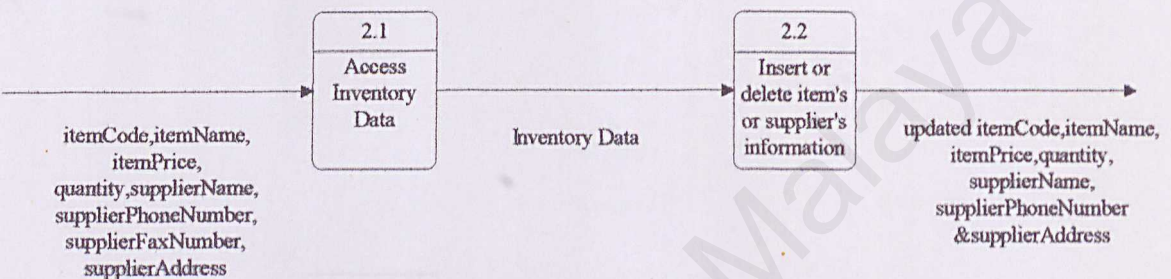 2.1
Access
Inventory
Data
2.2
Insert or
delete item's
or supplier's
information
itemCode,itemName,
itemPrice,
quantity,supplierName,
supplierPhoneNumber,
supplierFaxNumber,
supplierAddress
Inventory Data
updated itemCode,itemName,
itemPrice,quantity,
supplierName,
supplierPhoneNumber
&supplierAddress
Malaya